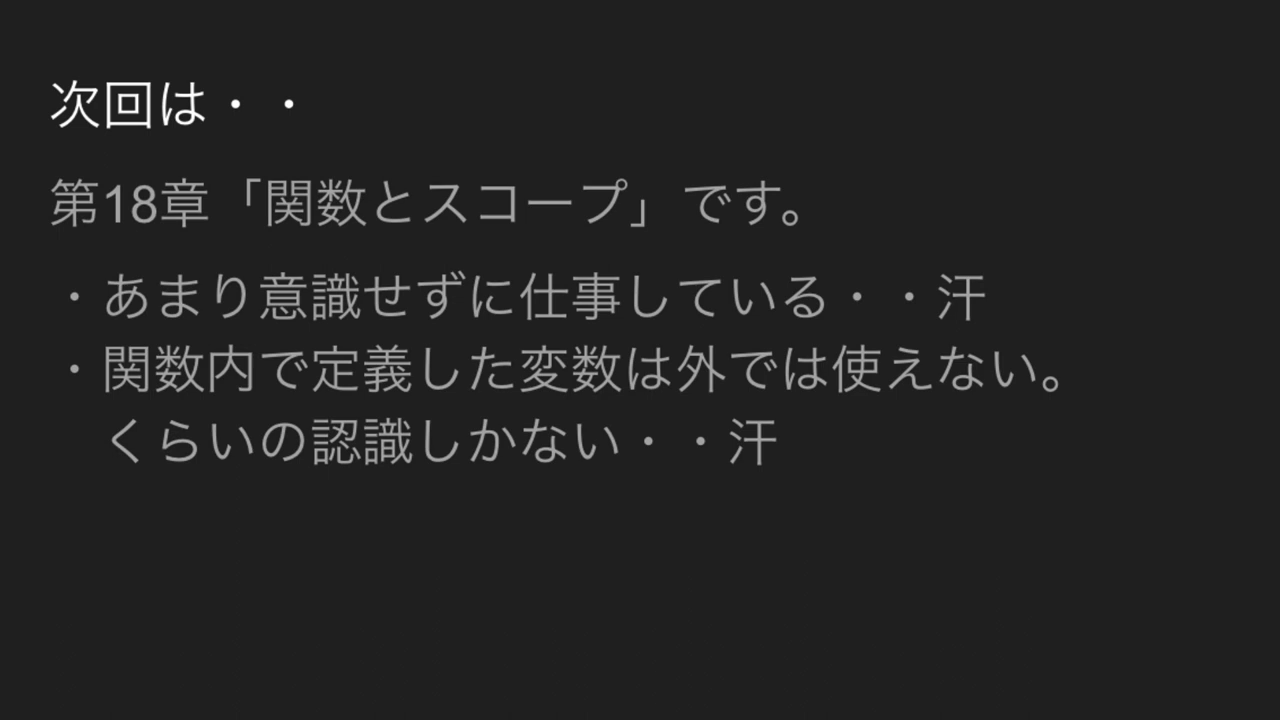 次回は・・
第18章「関数とスコープ」です。
・あまり意識せずに仕事している・・汗
・関数内で定義した変数は外では使えない。
くらいの認識しかない・・汗